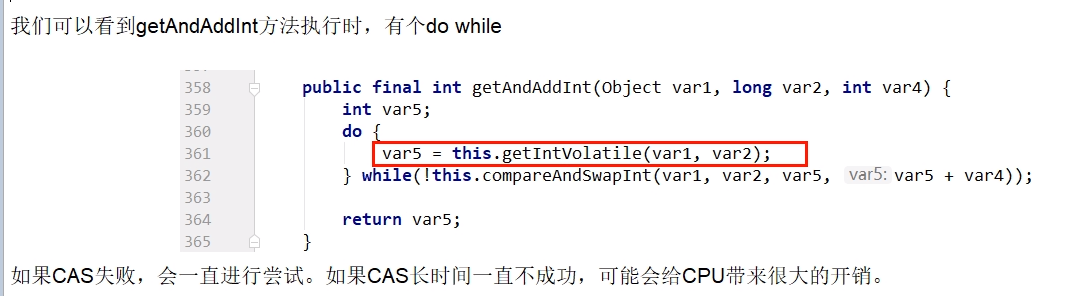 我们可以看到getAndAddInt方法执行时，有个do while
358 public final int getAndAddInt(Object var1, long var2, int var4) {
359 int var5;
360 do {
361 var5 = this.getIntVolatile(var1, var2);
362 } while(!this.compareAndSwapInt(var1, var2, var5, var5: var5 + var4));
363
364 return var5;
365 }
如果CAS失败，会一直进行尝试。如果CAS长时间一直不成功，可能会给CPU带来很大的开销。